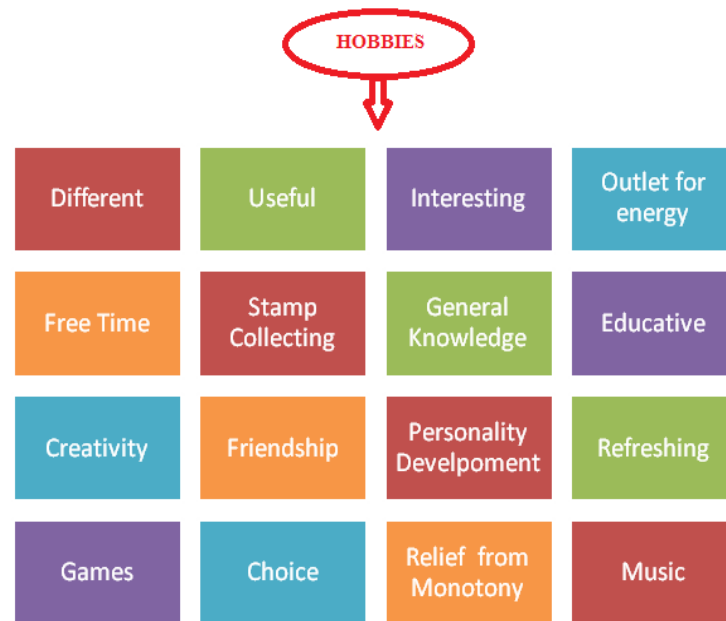 HOBBIES
Different
Useful
Interesting
Outlet for
energy
Free Time
Stamp
Collecting
General
Knowledge
Educative
Creativity
Friendship
Personality
Develpoment
Refreshing
Games
Choice
Relief from
Monotony
Music